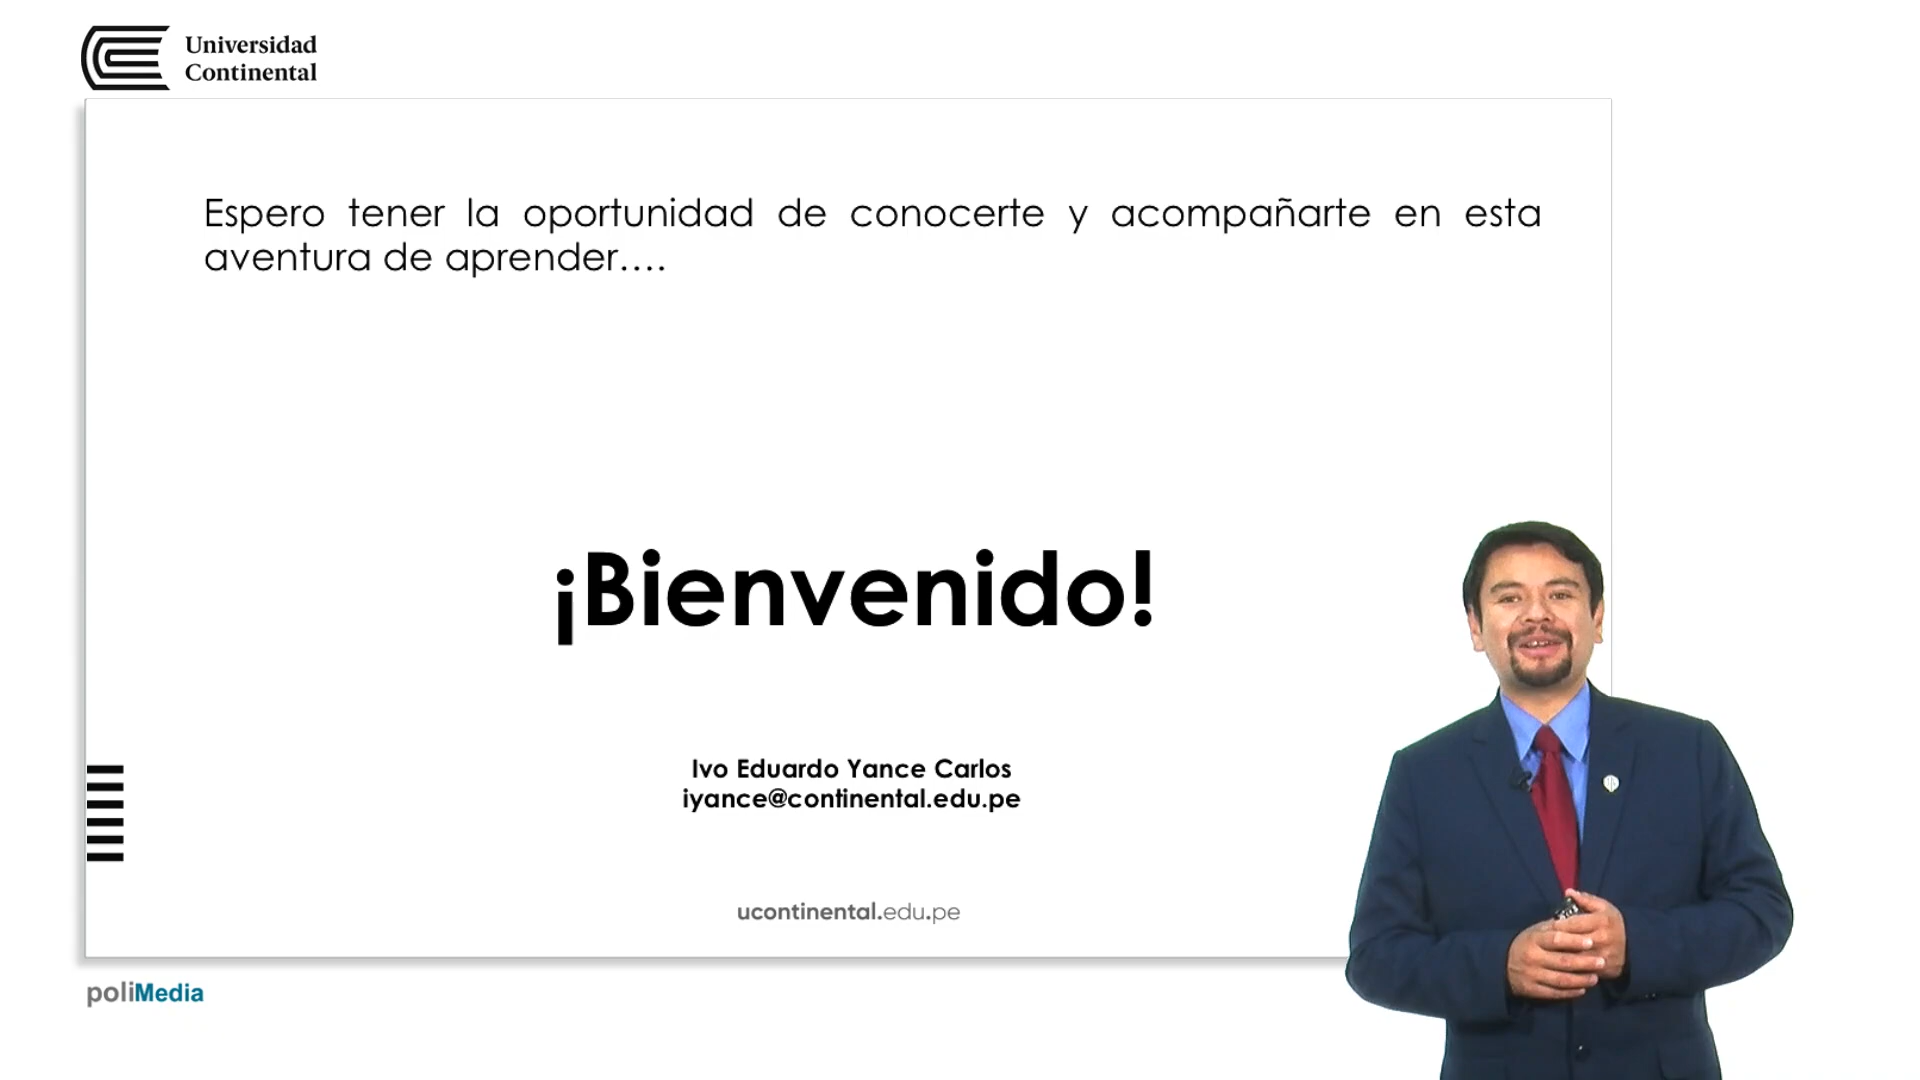 Universidad
Continental
Espero tener la oportunidad de conocerte y acompañarte en esta
aventura de aprender....
¡Bienvenido!
Ivo Eduardo Yance Carlos
iyance@continental.edu.pe
ucontinental.edu.pe
poliMedia